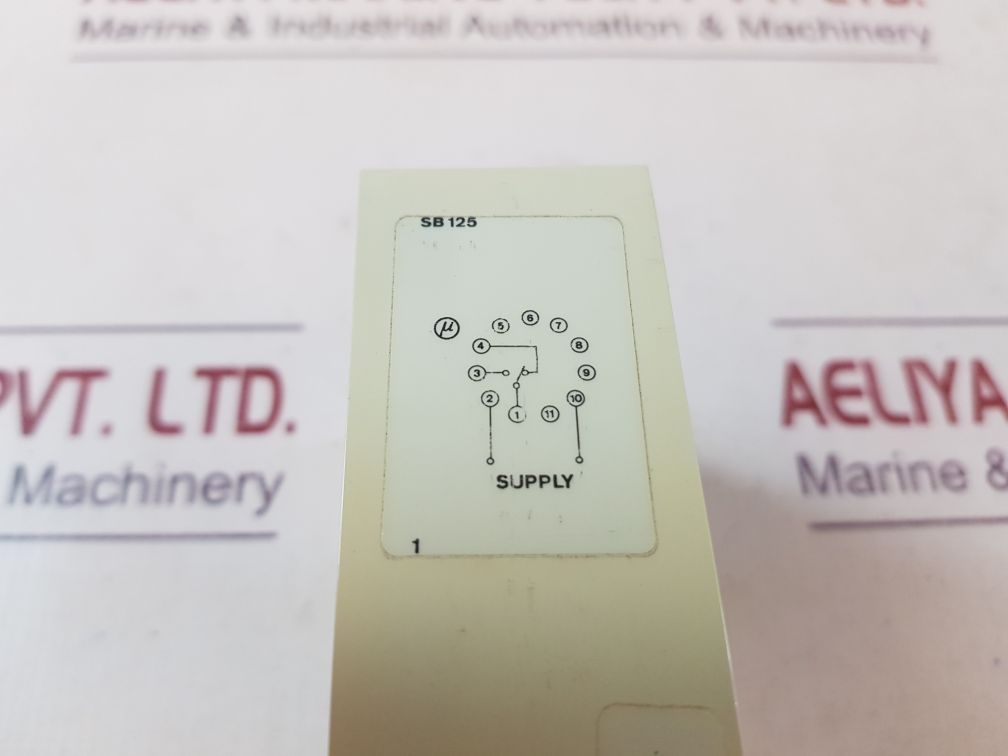 Marine & Industrial Automation & Machinery
SB 125
µ
6
5 7
4 8
3 9
2 10
1 11
SUPPLY
1
PVT. LTD.
Machinery
AELIYA
Marine &